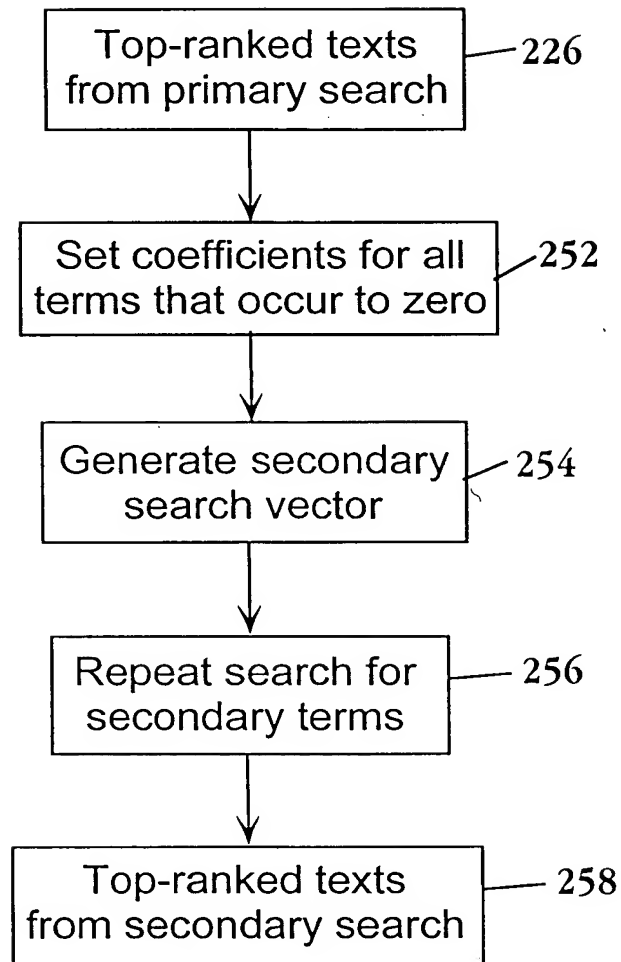 Top-ranked texts
from primary search
226
Set coefficients for all
terms that occur to zero
252
Generate secondary
search vector
254
Repeat search for
secondary terms
256
Top-ranked texts
from secondary search
258